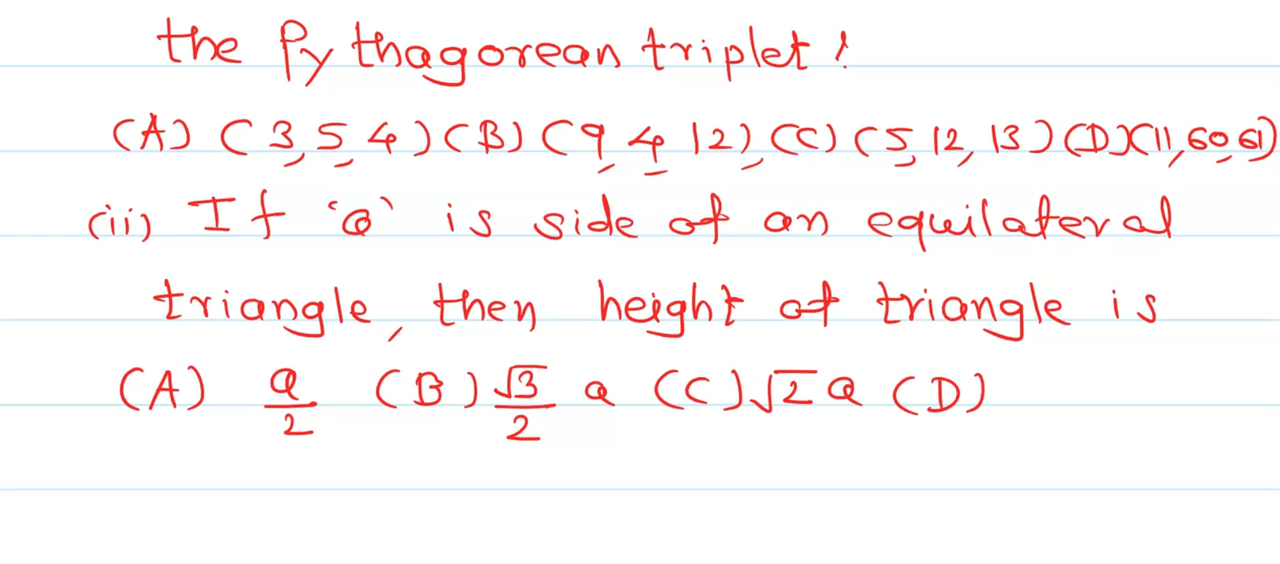 the Pythagorean triplet?
(A) (3, 5, 4) (B) (9, 4, 12), (C) (5, 12, 13) (D) (11, 60, 61)
(ii) If 'a' is side of an equilateral
triangle, then height of triangle is
(A) a/2 (B) √3/2 a (C) √2 a (D)